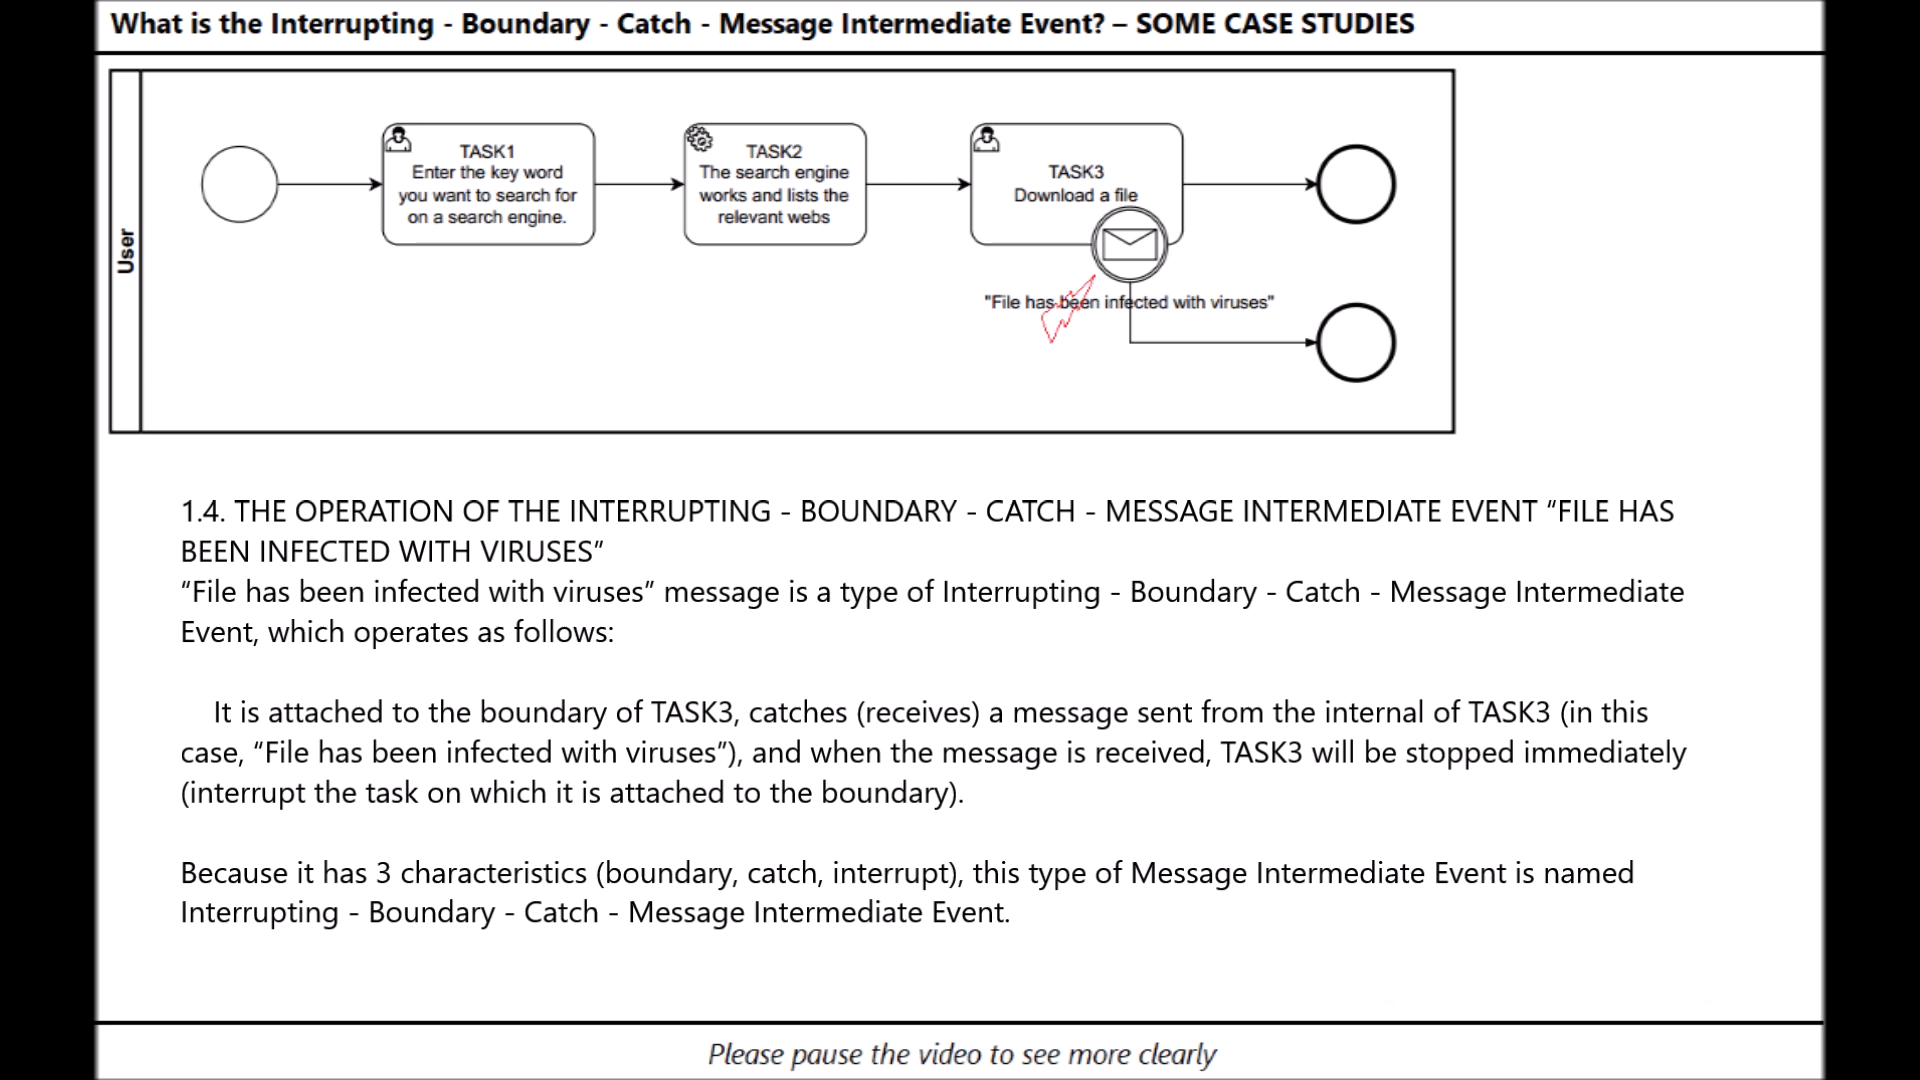 What is the Interrupting - Boundary - Catch - Message Intermediate Event? – SOME CASE STUDIES
User
TASK1
Enter the key word
you want to search for
on a search engine.
TASK2
The search engine
works and lists the
relevant webs
TASK3
Download a file
"File has been infected with viruses"
1.4. THE OPERATION OF THE INTERRUPTING - BOUNDARY - CATCH - MESSAGE INTERMEDIATE EVENT “FILE HAS
BEEN INFECTED WITH VIRUSES”
“File has been infected with viruses” message is a type of Interrupting - Boundary - Catch - Message Intermediate
Event, which operates as follows:
It is attached to the boundary of TASK3, catches (receives) a message sent from the internal of TASK3 (in this
case, “File has been infected with viruses”), and when the message is received, TASK3 will be stopped immediately
(interrupt the task on which it is attached to the boundary).
Because it has 3 characteristics (boundary, catch, interrupt), this type of Message Intermediate Event is named
Interrupting - Boundary - Catch - Message Intermediate Event.
Please pause the video to see more clearly